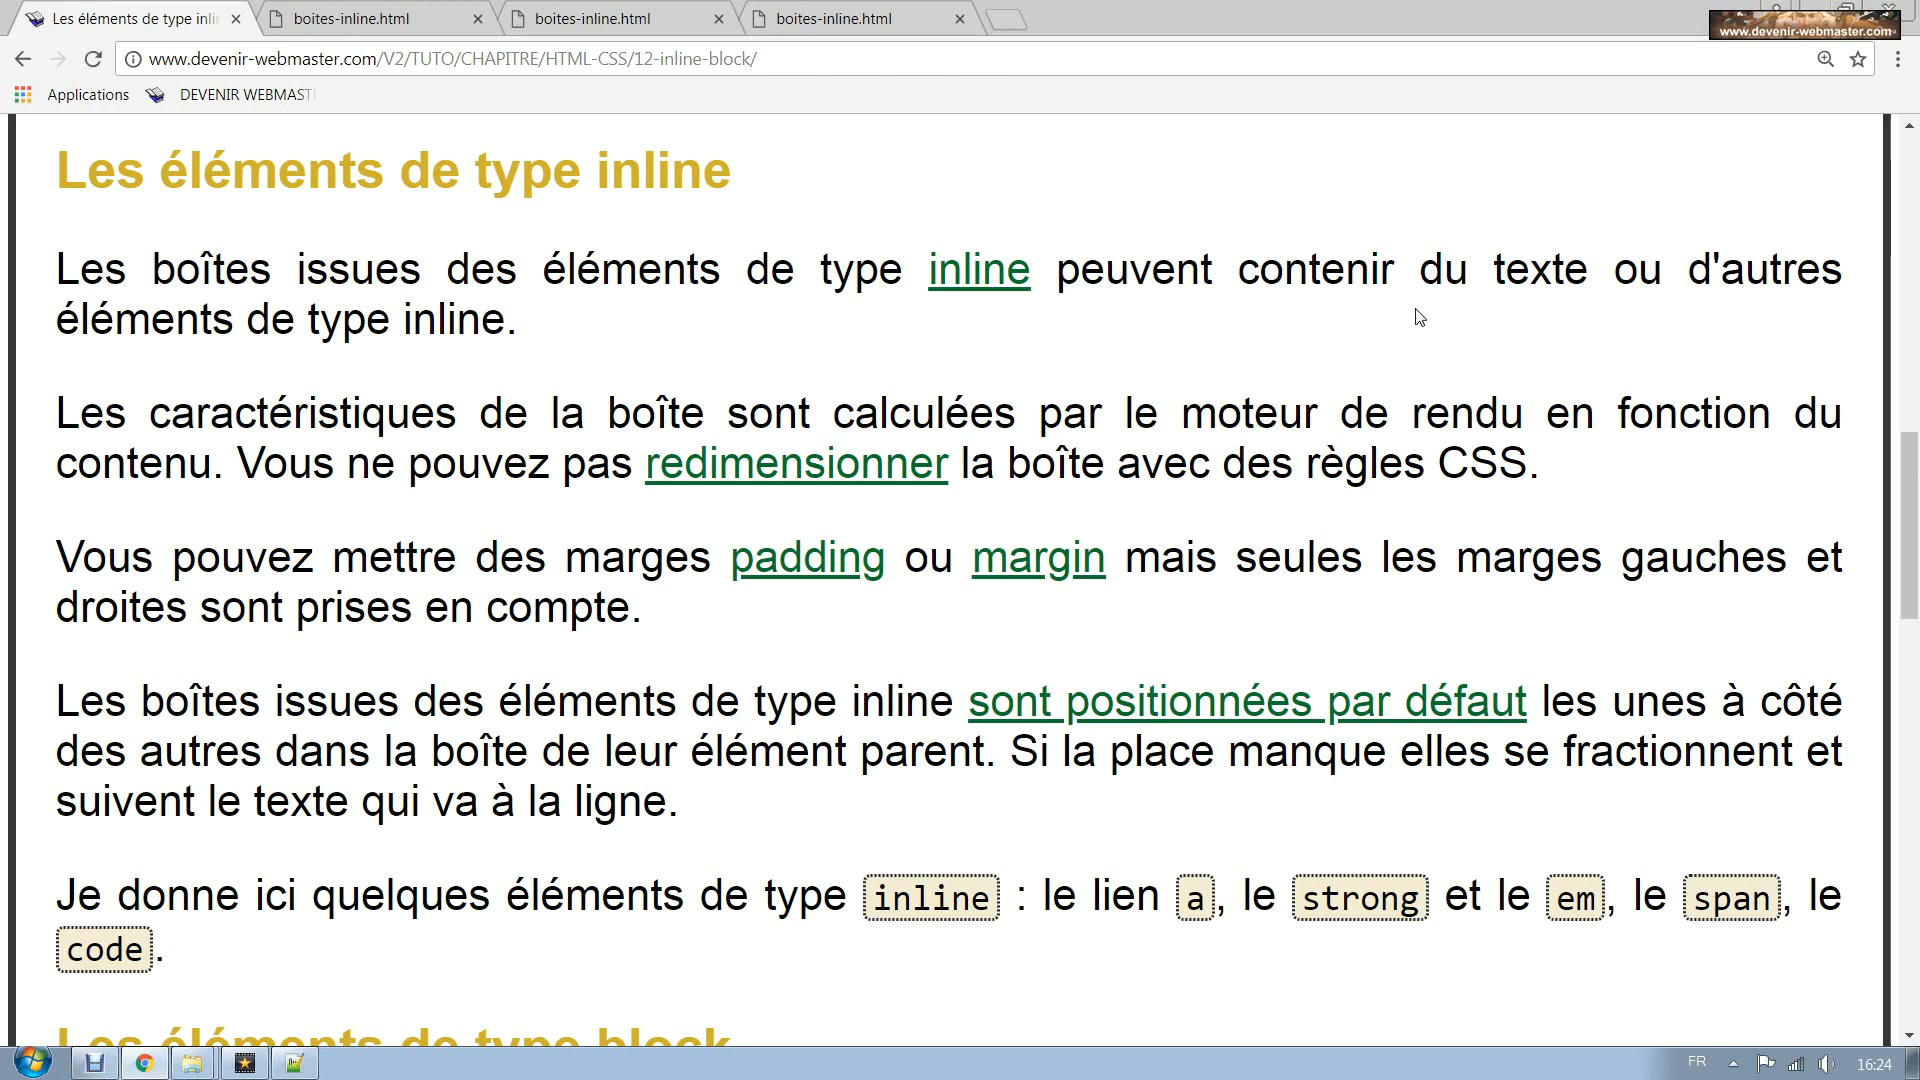 Les éléments de type inli
boites-inline.html
boites-inline.html
boites-inline.html
www.devenir-webmaster.com
www.devenir-webmaster.com/V2/TUTO/CHAPITRE/HTML-CSS/12-inline-block/
Applications
DEVENIR WEBMAST
Les éléments de type inline
Les boîtes issues des éléments de type inline peuvent contenir du texte ou d'autres
éléments de type inline.
Les caractéristiques de la boîte sont calculées par le moteur de rendu en fonction du
contenu. Vous ne pouvez pas redimensionner la boîte avec des règles CSS.
Vous pouvez mettre des marges padding ou margin mais seules les marges gauches et
droites sont prises en compte.
Les boîtes issues des éléments de type inline sont positionnées par défaut les unes à côté
des autres dans la boîte de leur élément parent. Si la place manque elles se fractionnent et
suivent le texte qui va à la ligne.
Je donne ici quelques éléments de type inline : le lien a, le strong et le em, le span, le
code.
Les éléments de type block
FR
16:24